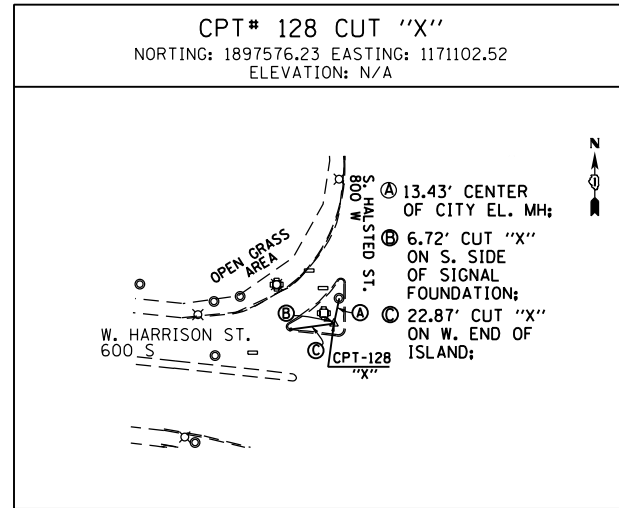 CPT# 128 CUT "X"
NORTING: 1897576.23 EASTING: 1171102.52
ELEVATION: N/A
N
S. HALSTED ST.
800 W
A 13.43' CENTER
OF CITY EL. MH;
B 6.72' CUT "X"
ON S. SIDE
OF SIGNAL
FOUNDATION;
C 22.87' CUT "X"
ON W. END OF
ISLAND;
OPEN GRASS
AREA
B
A
W. HARRISON ST.
600 S
C
CPT-128
"X"